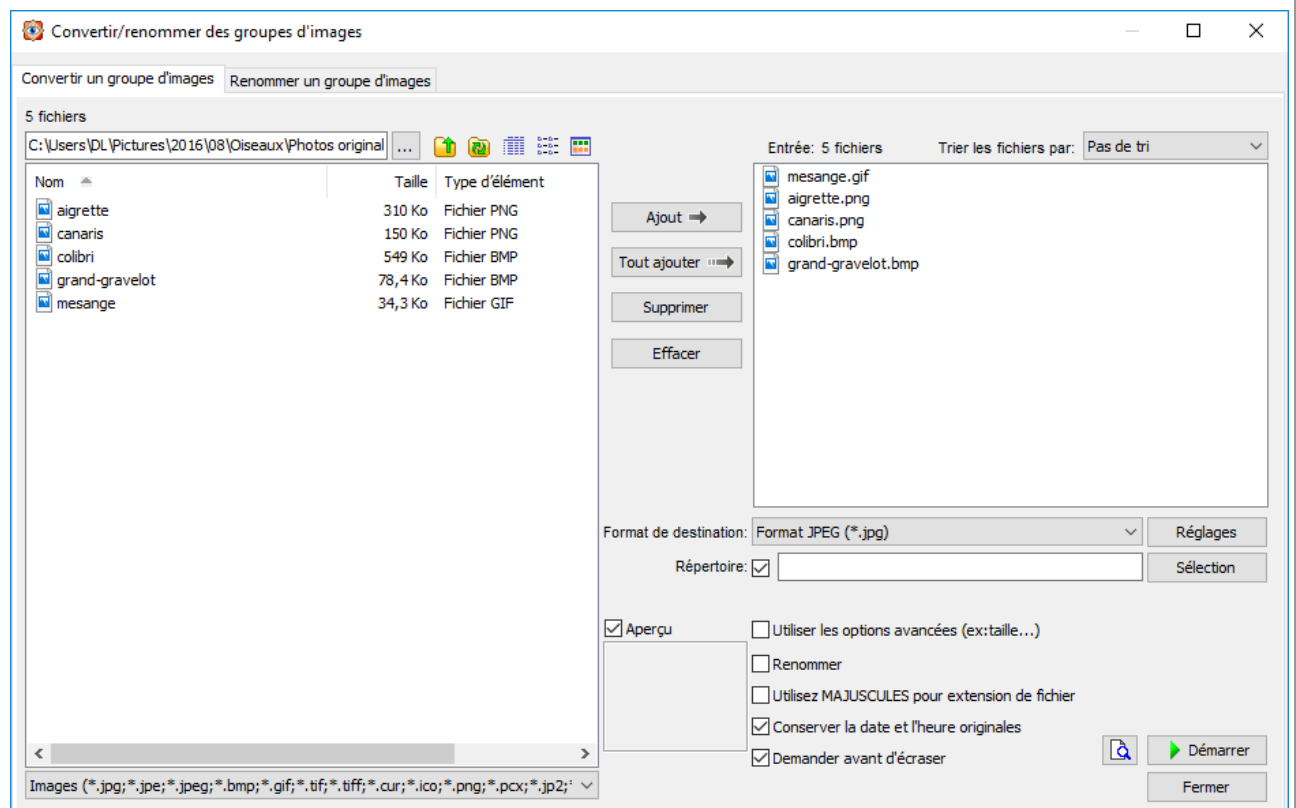 Convertir/renommer des groupes d'images
Convertir un groupe d'images Renommer un groupe d'images
5 fichiers
C:\Users\DL\Pictures\2016\08\Oiseaux\Photos original ...
Nom Taille Type d'élément
aigrette 310 Ko Fichier PNG
canaris 150 Ko Fichier PNG
colibri 549 Ko Fichier BMP
grand-gravelot 78,4 Ko Fichier BMP
mesange 34,3 Ko Fichier GIF
Images (*.jpg;*.jpe;*.jpeg;*.bmp;*.gif;*.tif;*.tiff;*.cur;*.ico;*.png;*.pcx;*.jp2;
Ajout
Tout ajouter
Supprimer
Effacer
Entrée: 5 fichiers Trier les fichiers par: Pas de tri
mesange.gif
aigrette.png
canaris.png
colibri.bmp
grand-gravelot.bmp
Format de destination: Format JPEG (*.jpg) Réglages
Répertoire: Sélection
Aperçu
Utiliser les options avancées (ex:taille...)
Renommer
Utilisez MAJUSCULES pour extension de fichier
Conserver la date et l'heure originales
Demander avant d'écraser
Démarrer
Fermer